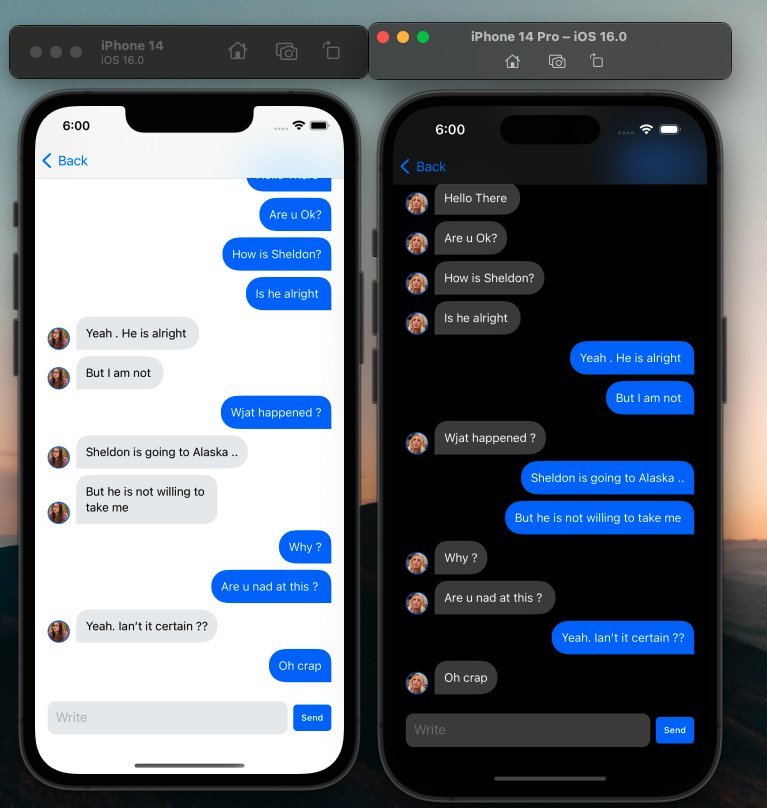 iPhone 14
iOS 16.0
6:00
Back
Hello There
Are u Ok?
How is Sheldon?
Is he alright
Yeah . He is alright
But I am not
Wjat happened ?
Sheldon is going to Alaska ..
But he is not willing to
take me
Why ?
Are u nad at this ?
Yeah. Ian't it certain ??
Oh crap
Write
Send
iPhone 14 Pro – iOS 16.0
6:00
Back
Hello There
Are u Ok?
How is Sheldon?
Is he alright
Yeah . He is alright
But I am not
Wjat happened ?
Sheldon is going to Alaska ..
But he is not willing to take me
Why ?
Are u nad at this ?
Yeah. Ian't it certain ??
Oh crap
Write
Send